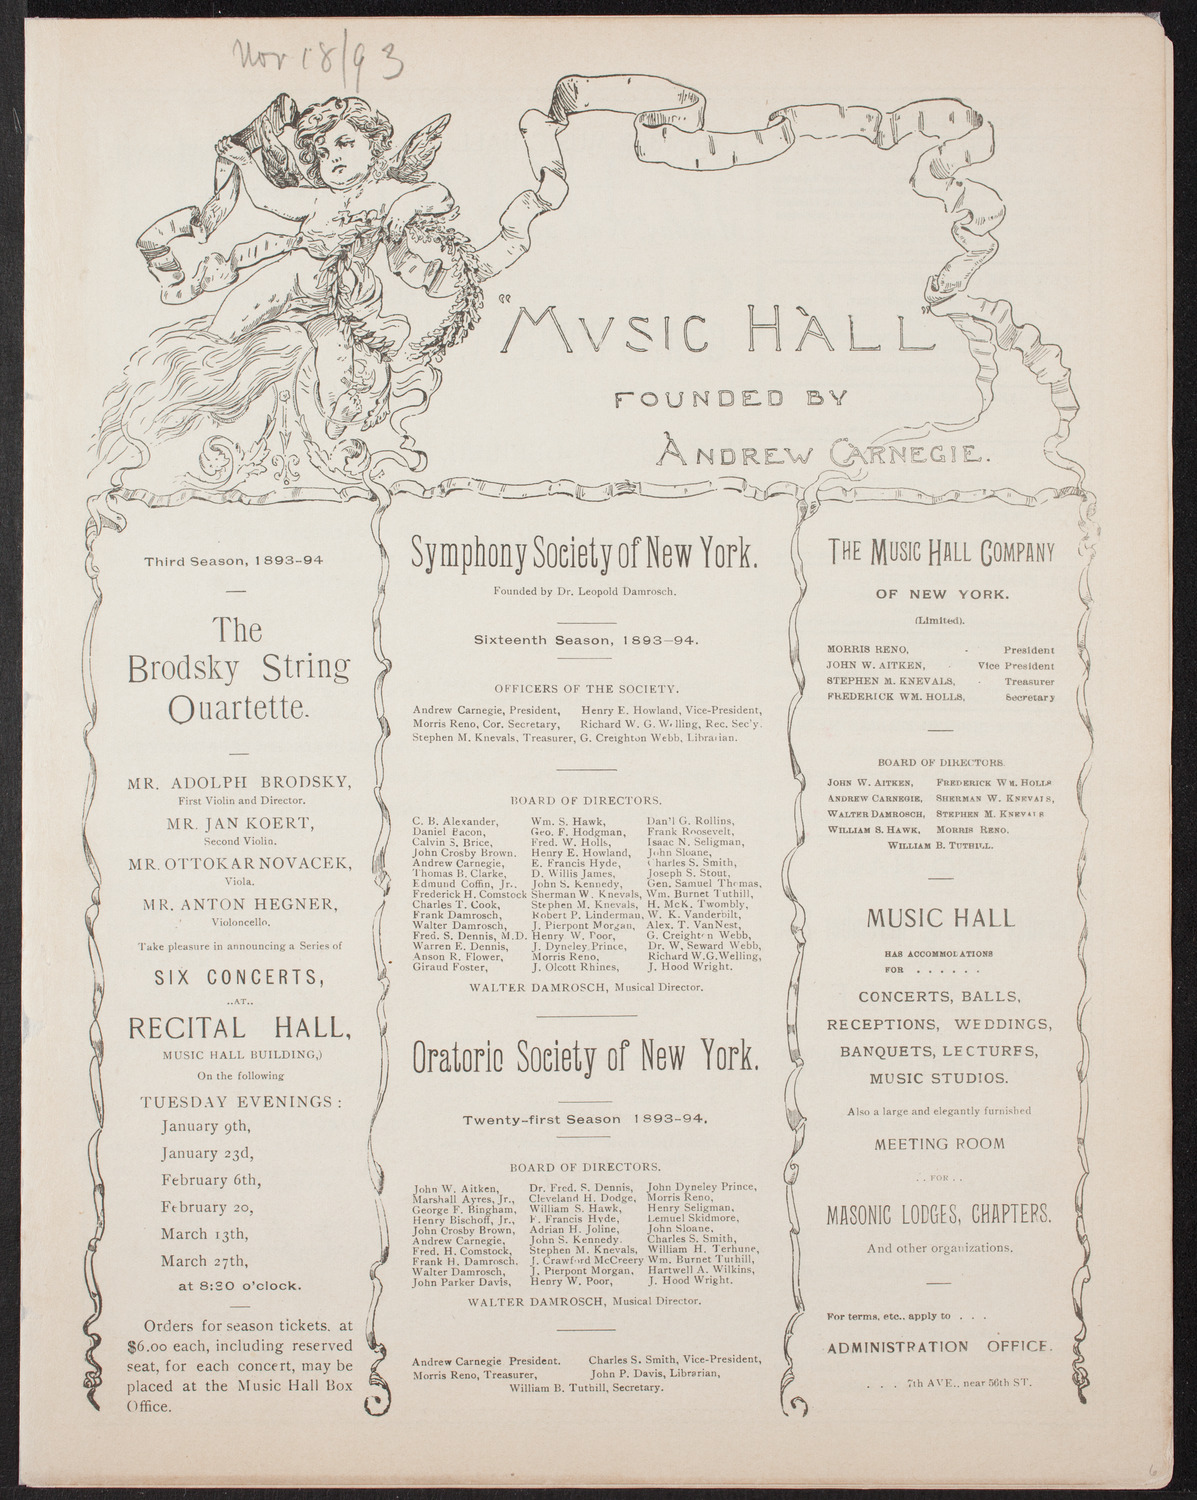 Nov 18/93
"MVSIC HALL"
FOUNDED BY
ANDREW CARNEGIE.
Third Season, 1893-94
The
Brodsky String
Quartette.
MR. ADOLPH BRODSKY,
First Violin and Director.
MR. JAN KOERT,
Second Violin.
MR. OTTOKAR NOVACEK,
Viola.
MR. ANTON HEGNER,
Violoncello.
Take pleasure in announcing a Series of
SIX CONCERTS,
..AT..
RECITAL HALL,
MUSIC HALL BUILDING,)
On the following
TUESDAY EVENINGS:
January 9th,
January 23d,
February 6th,
February 20,
March 13th,
March 27th,
at 8:30 o'clock.
Orders for season tickets, at
$6.00 each, including reserved
seat, for each concert, may be
placed at the Music Hall Box
Office.
Symphony Society of New York.
Founded by Dr. Leopold Damrosch.
Sixteenth Season, 1893-94.
OFFICERS OF THE SOCIETY.
Andrew Carnegie, President, Henry E. Howland, Vice-President,
Morris Reno, Cor. Secretary, Richard W. G. Welling, Rec. Sec'y.
Stephen M. Knevals, Treasurer, G. Creighton Webb, Librarian.
BOARD OF DIRECTORS.
C. B. Alexander, Wm. S. Hawk, Dan'l G. Rollins,
Daniel Bacon, Geo. F. Hodgman, Frank Roosevelt,
Calvin S. Brice, Fred. W. Holls, Isaac N. Seligman,
John Crosby Brown, Henry E. Howland, John Sloane,
Andrew Carnegie, E. Francis Hyde, Charles S. Smith,
Thomas B. Clarke, D. Willis James, Joseph S. Stout,
Edmund Coffin, Jr., John S. Kennedy, Gen. Samuel Thomas,
Frederick H. Comstock Sherman W. Knevals, Wm. Burnet Tuthill,
Charles T. Cook, Stephen M. Knevals, H. McK. Twombly,
Frank Damrosch, Robert P. Linderman, W. K. Vanderbilt,
Walter Damrosch, J. Pierpont Morgan, Alex. T. VanNest,
Fred. S. Dennis, M.D. Henry W. Poor, G. Creighton Webb,
Warren E. Dennis, J. Dyneley Prince, Dr. W. Seward Webb,
Anson R. Flower, Morris Reno, Richard W.G.Welling,
Giraud Foster, J. Olcott Rhines, J. Hood Wright.
WALTER DAMROSCH, Musical Director.
Oratorio Society of New York.
Twenty-first Season 1893-94.
BOARD OF DIRECTORS.
John W. Aitken, Dr. Fred. S. Dennis, John Dyneley Prince,
Marshall Ayres, Jr., Cleveland H. Dodge, Morris Reno,
George F. Bingham, William S. Hawk, Henry Seligman,
Henry Bischoff, Jr., E. Francis Hyde, Lemuel Skidmore,
John Crosby Brown, Adrian H. Joline, John Sloane,
Andrew Carnegie, John S. Kennedy, Charles S. Smith,
Fred. H. Comstock, Stephen M. Knevals, William H. Terhune,
Frank H. Damrosch, J. Crawford McCreery Wm. Burnet Tuthill,
Walter Damrosch, J. Pierpont Morgan, Hartwell A. Wilkins,
John Parker Davis, Henry W. Poor, J. Hood Wright.
WALTER DAMROSCH, Musical Director.
Andrew Carnegie President, Charles S. Smith, Vice-President,
Morris Reno, Treasurer, John P. Davis, Librarian,
William B. Tuthill, Secretary.
THE MUSIC HALL COMPANY
OF NEW YORK.
(Limited).
MORRIS RENO, - President
JOHN W. AITKEN, - Vice President
STEPHEN M. KNEVALS, - Treasurer
FREDERICK WM. HOLLS, Secretary
BOARD OF DIRECTORS.
JOHN W. AITKEN, FREDERICK WM. HOLLS
ANDREW CARNEGIE, SHERMAN W. KNEVALS,
WALTER DAMROSCH, STEPHEN M. KNEVALS
WILLIAM S. HAWK, MORRIS RENO,
WILLIAM B. TUTHILL.
MUSIC HALL
HAS ACCOMMODATIONS
FOR . . . . . .
CONCERTS, BALLS,
RECEPTIONS, WEDDINGS,
BANQUETS, LECTURES,
MUSIC STUDIOS.
Also a large and elegantly furnished
MEETING ROOM
. . FOR . .
MASONIC LODGES, CHAPTERS.
And other organizations.
For terms, etc., apply to . . .
ADMINISTRATION OFFICE.
. . . 7th AVE., near 56th ST.
6